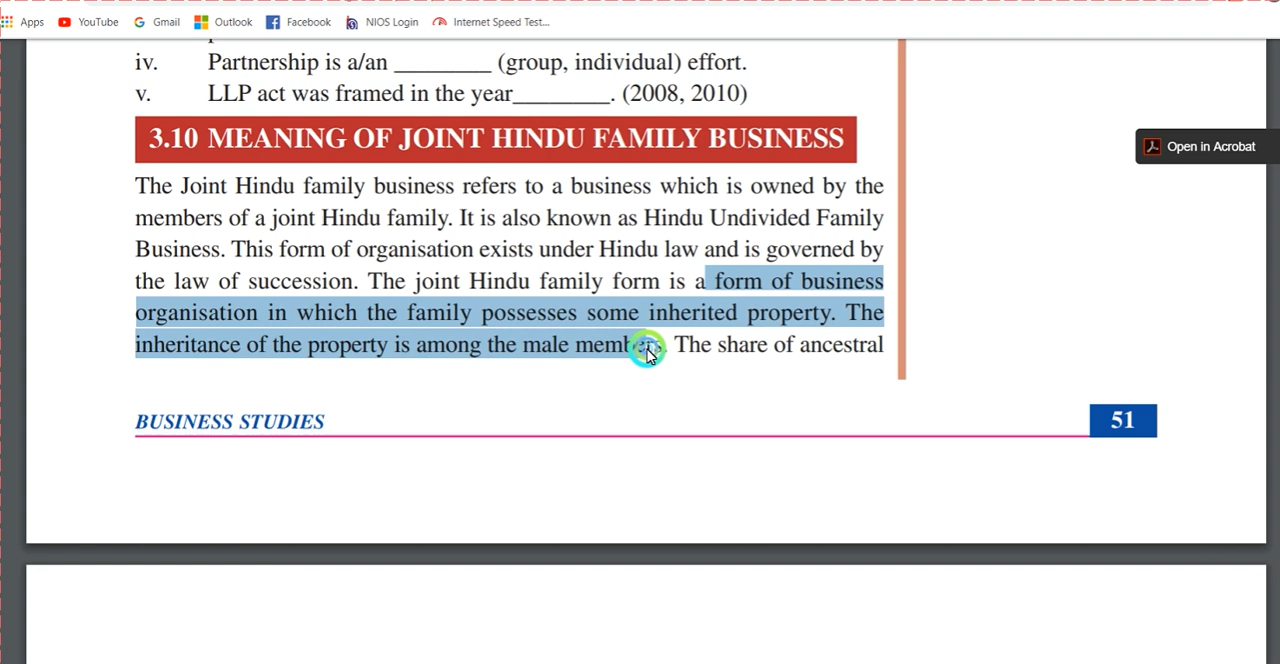 Apps YouTube Gmail Outlook Facebook NIOS Login Internet Speed Test...
iv. Partnership is a/an ________ (group, individual) effort.
v. LLP act was framed in the year________. (2008, 2010)
3.10 MEANING OF JOINT HINDU FAMILY BUSINESS
Open in Acrobat
The Joint Hindu family business refers to a business which is owned by the
members of a joint Hindu family. It is also known as Hindu Undivided Family
Business. This form of organisation exists under Hindu law and is governed by
the law of succession. The joint Hindu family form is a form of business
organisation in which the family possesses some inherited property. The
inheritance of the property is among the male members. The share of ancestral
BUSINESS STUDIES 51